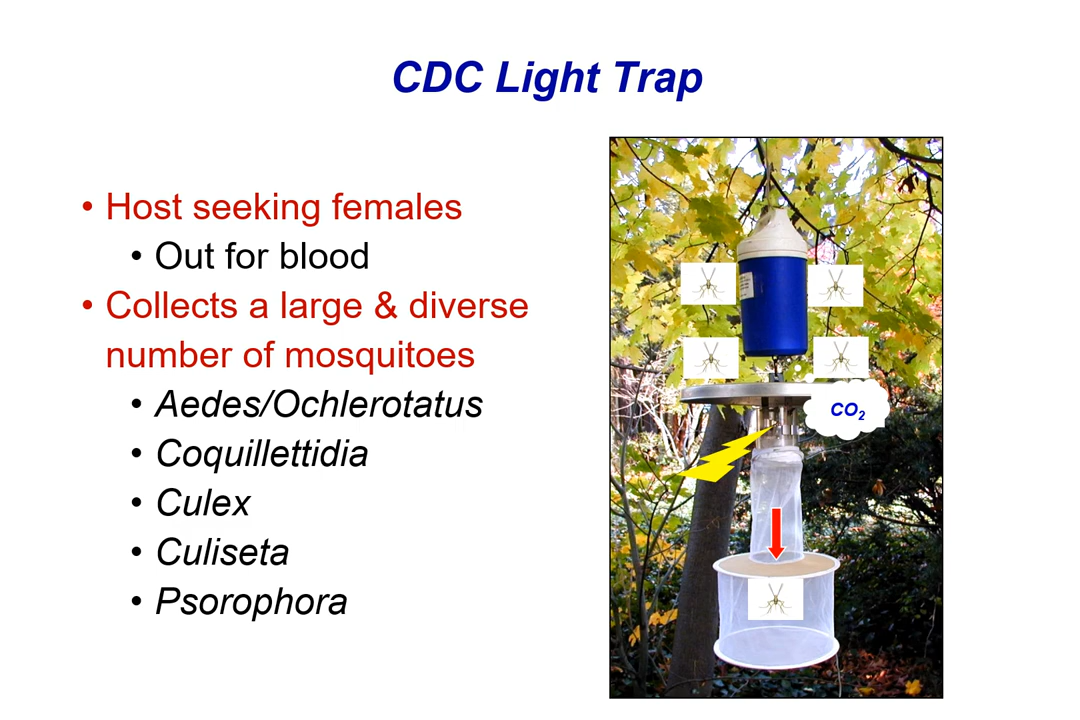 CDC Light Trap
• Host seeking females
• Out for blood
• Collects a large & diverse
number of mosquitoes
• Aedes/Ochlerotatus
• Coquillettidia
• Culex
• Culiseta
• Psorophora
CO₂